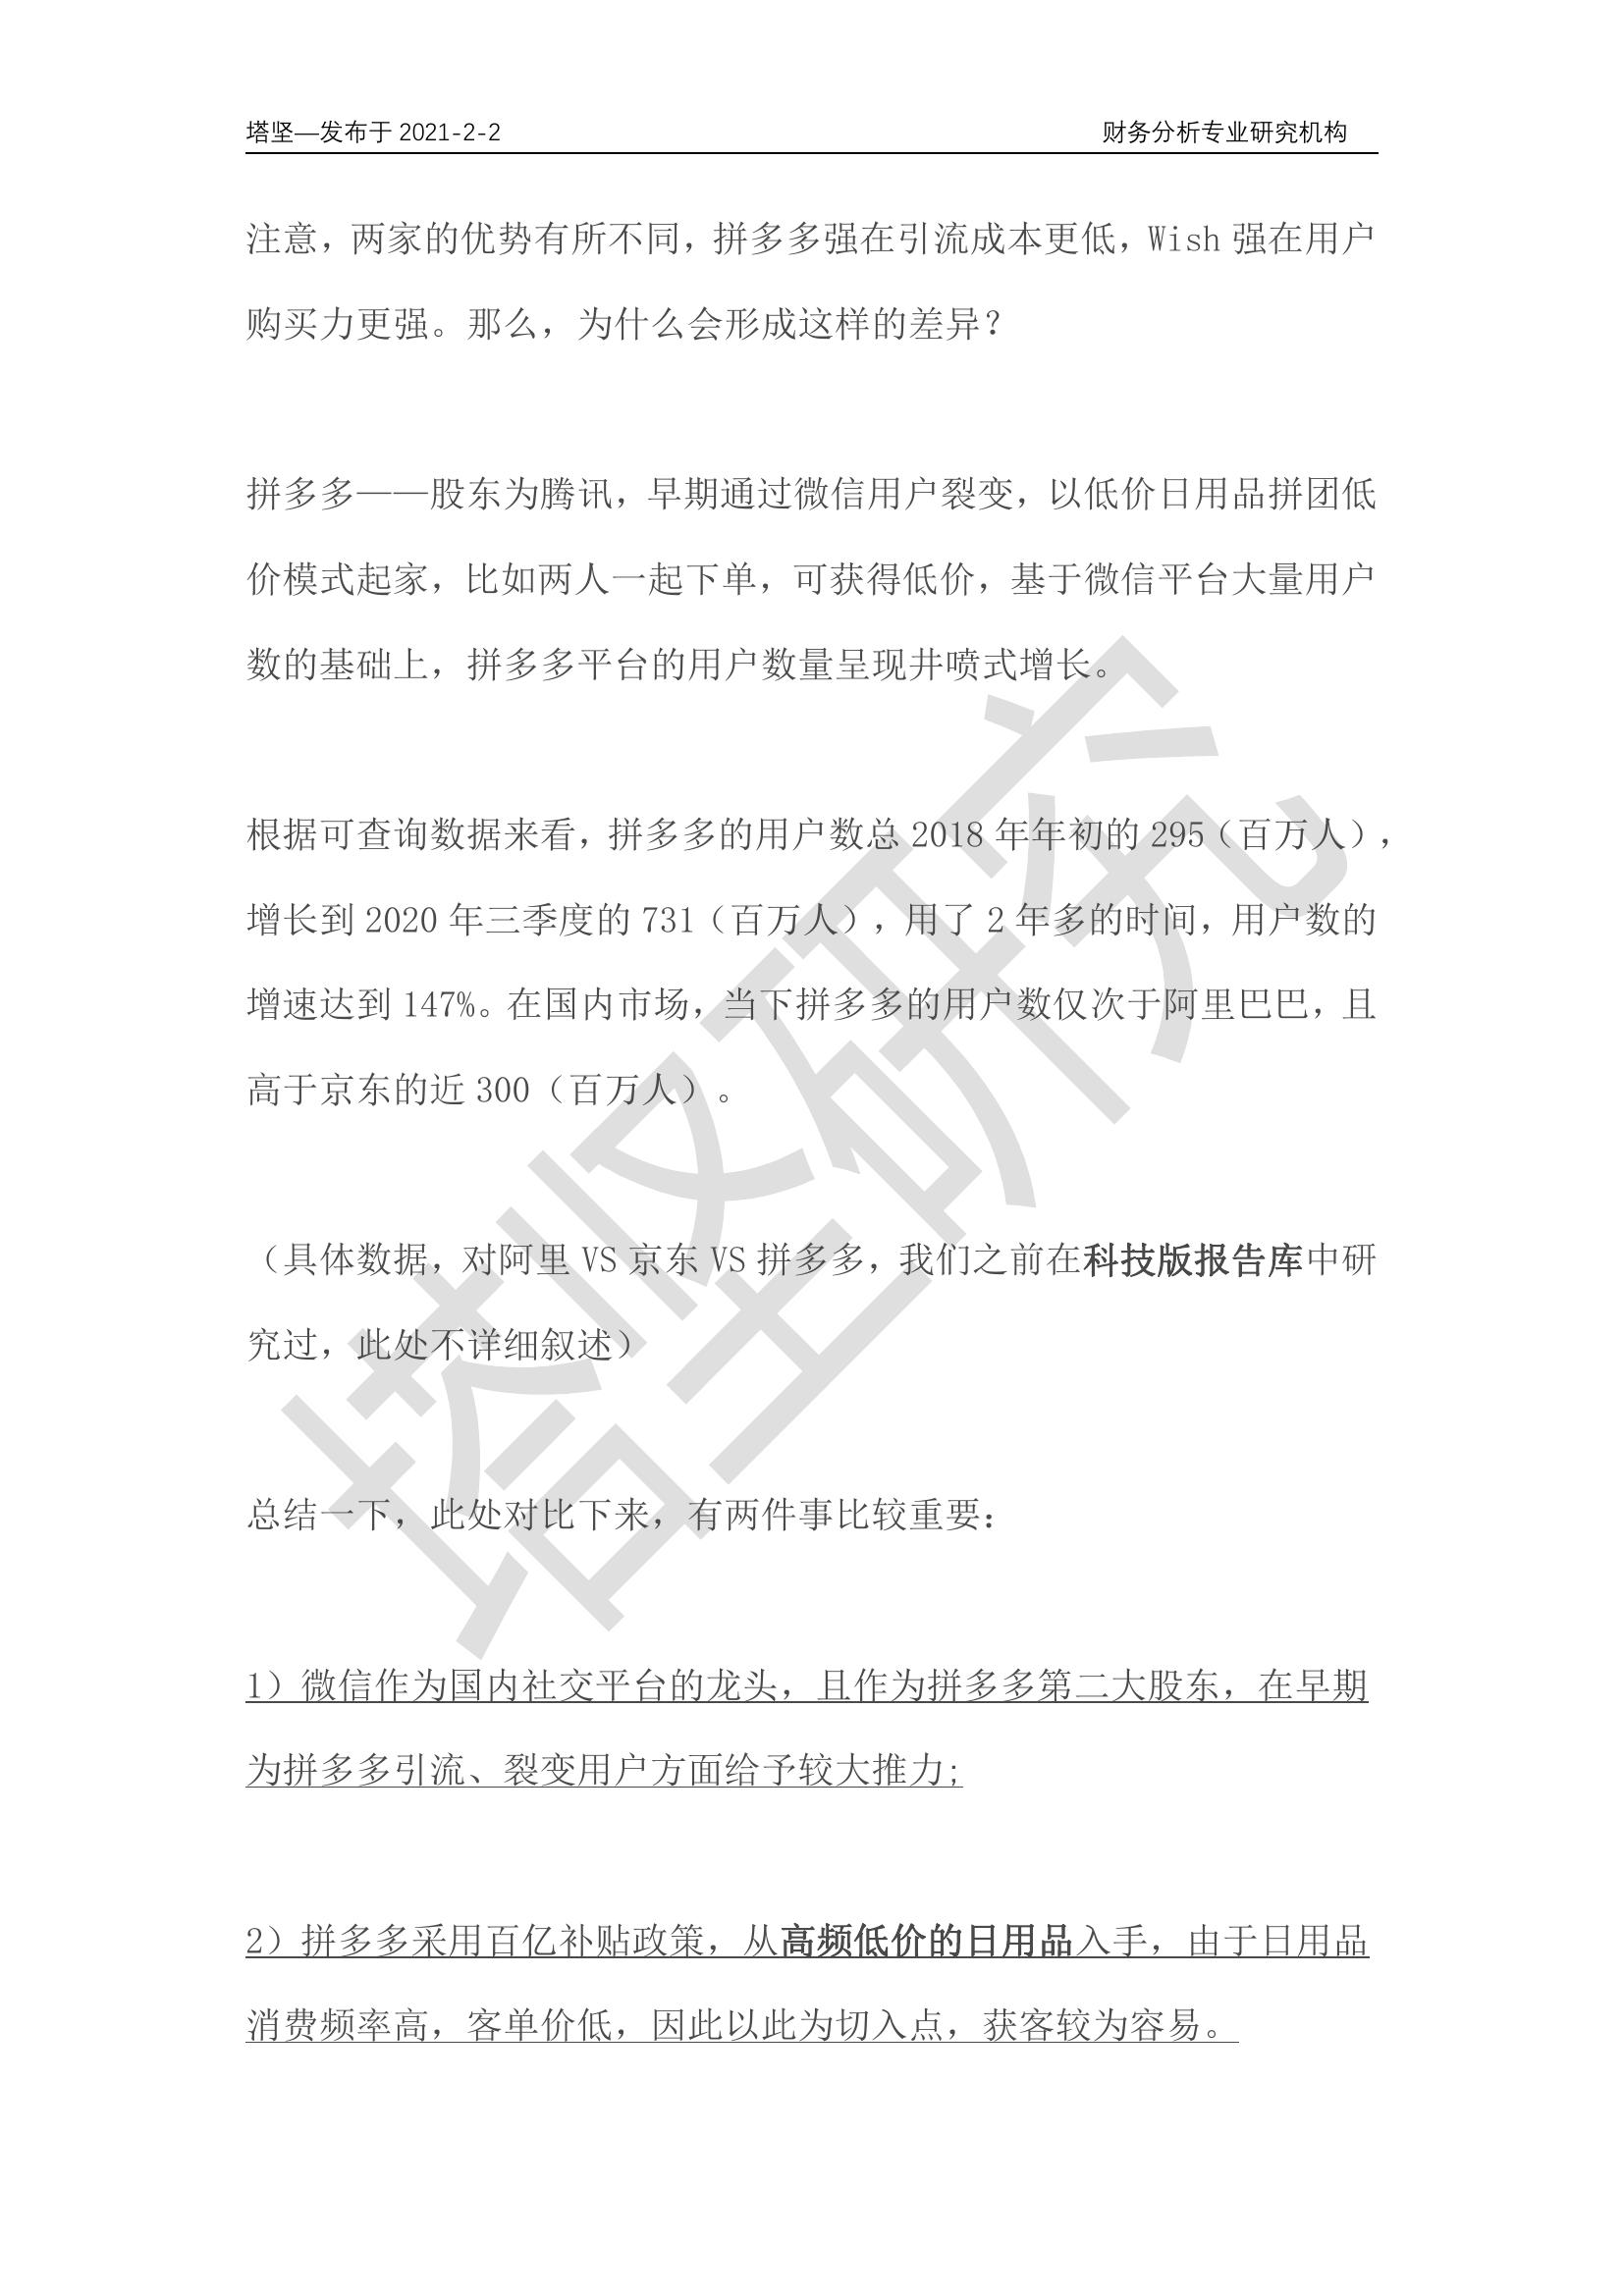 塔坚—发布于 2021-2-2
财务分析专业研究机构
注意，两家的优势有所不同，拼多多强在引流成本更低，Wish 强在用户
购买力更强。那么，为什么会形成这样的差异？
拼多多——股东为腾讯，早期通过微信用户裂变，以低价日用品拼团低
价模式起家，比如两人一起下单，可获得低价，基于微信平台大量用户
数的基础上，拼多多平台的用户数量呈现井喷式增长。
根据可查询数据来看，拼多多的用户数总 2018 年年初的 295（百万人），
增长到 2020 年三季度的 731（百万人），用了 2 年多的时间，用户数的
增速达到 147%。在国内市场，当下拼多多的用户数仅次于阿里巴巴，且
高于京东的近 300（百万人）。
（具体数据，对阿里 VS 京东 VS 拼多多，我们之前在科技版报告库中研
究过，此处不详细叙述）
总结一下，此处对比下来，有两件事比较重要：
1）微信作为国内社交平台的龙头，且作为拼多多第二大股东，在早期
为拼多多引流、裂变用户方面给予较大推力;
2）拼多多采用百亿补贴政策，从高频低价的日用品入手，由于日用品
消费频率高，客单价低，因此以此为切入点，获客较为容易。
塔坚研究